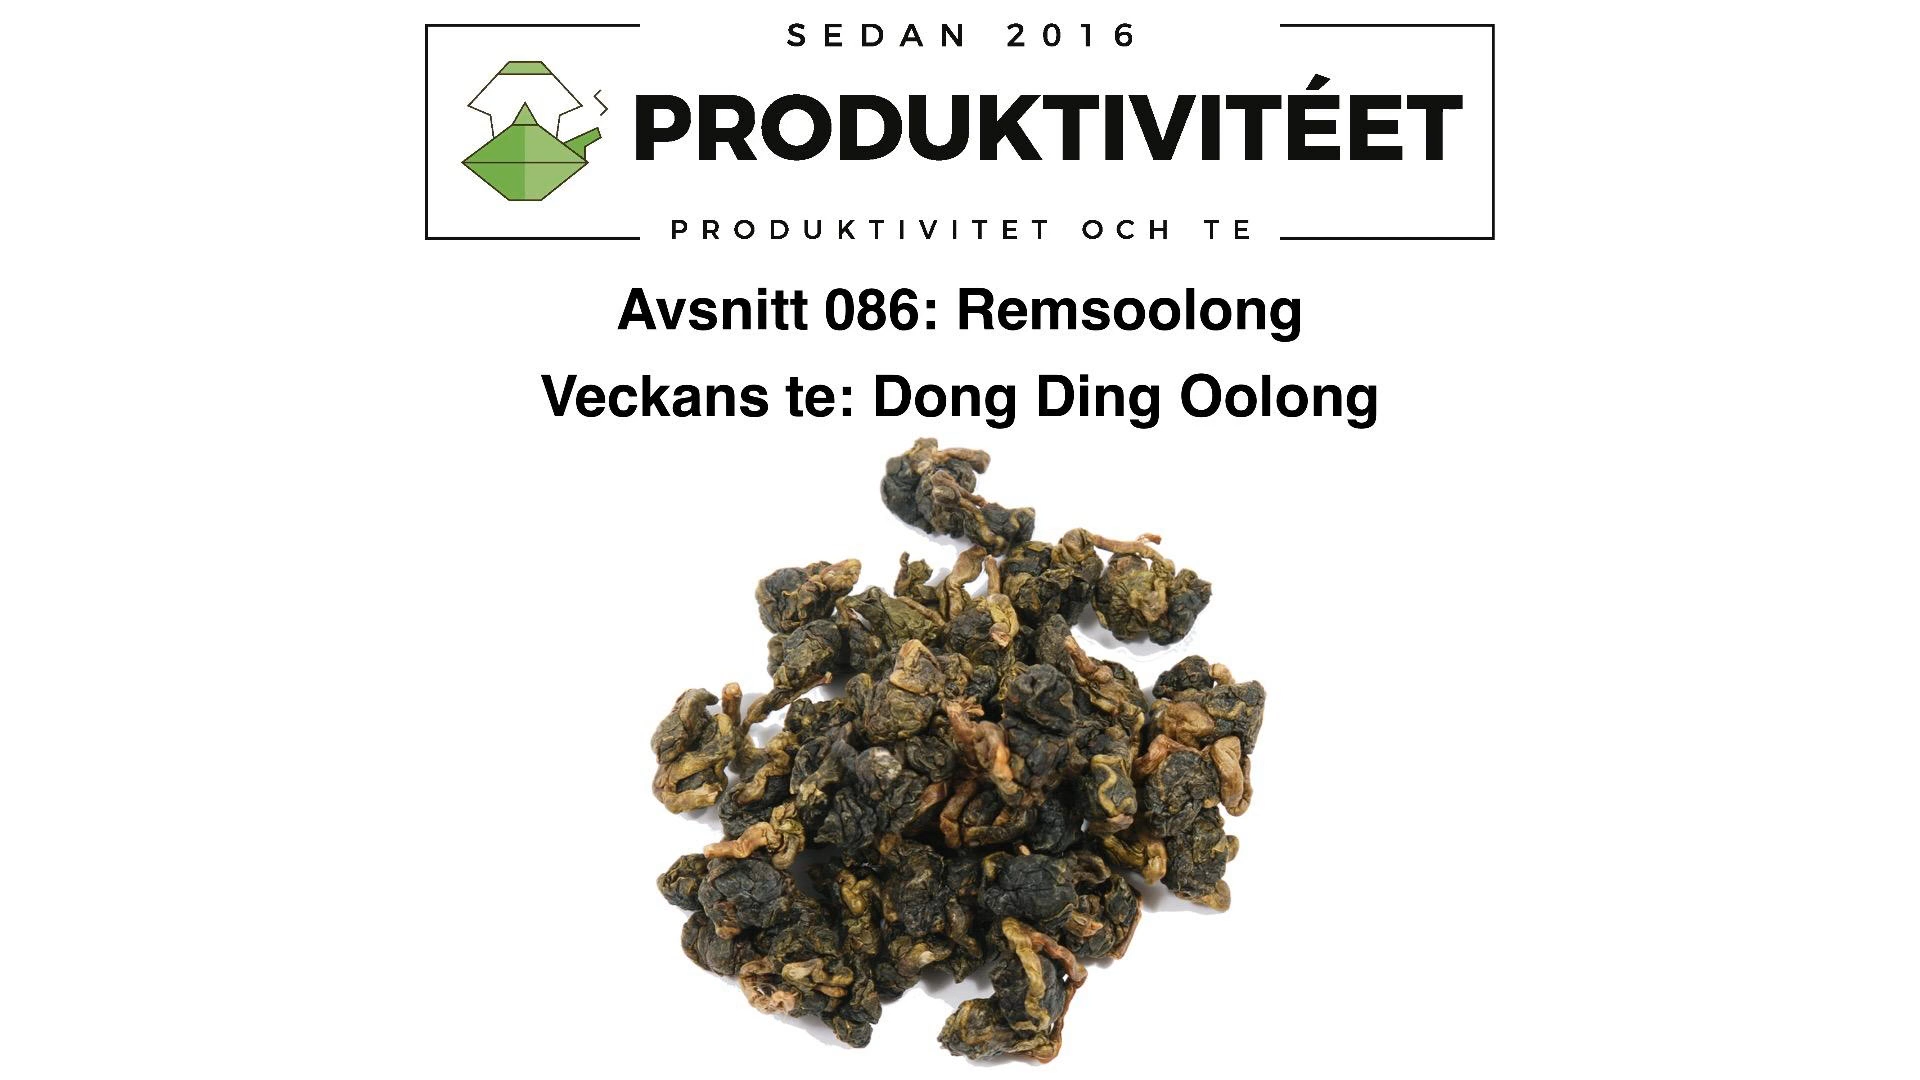 SEDAN 2016
PRODUKTIVITÉET
PRODUKTIVITET OCH TE
Avsnitt 086: Remsoolong
Veckans te: Dong Ding Oolong